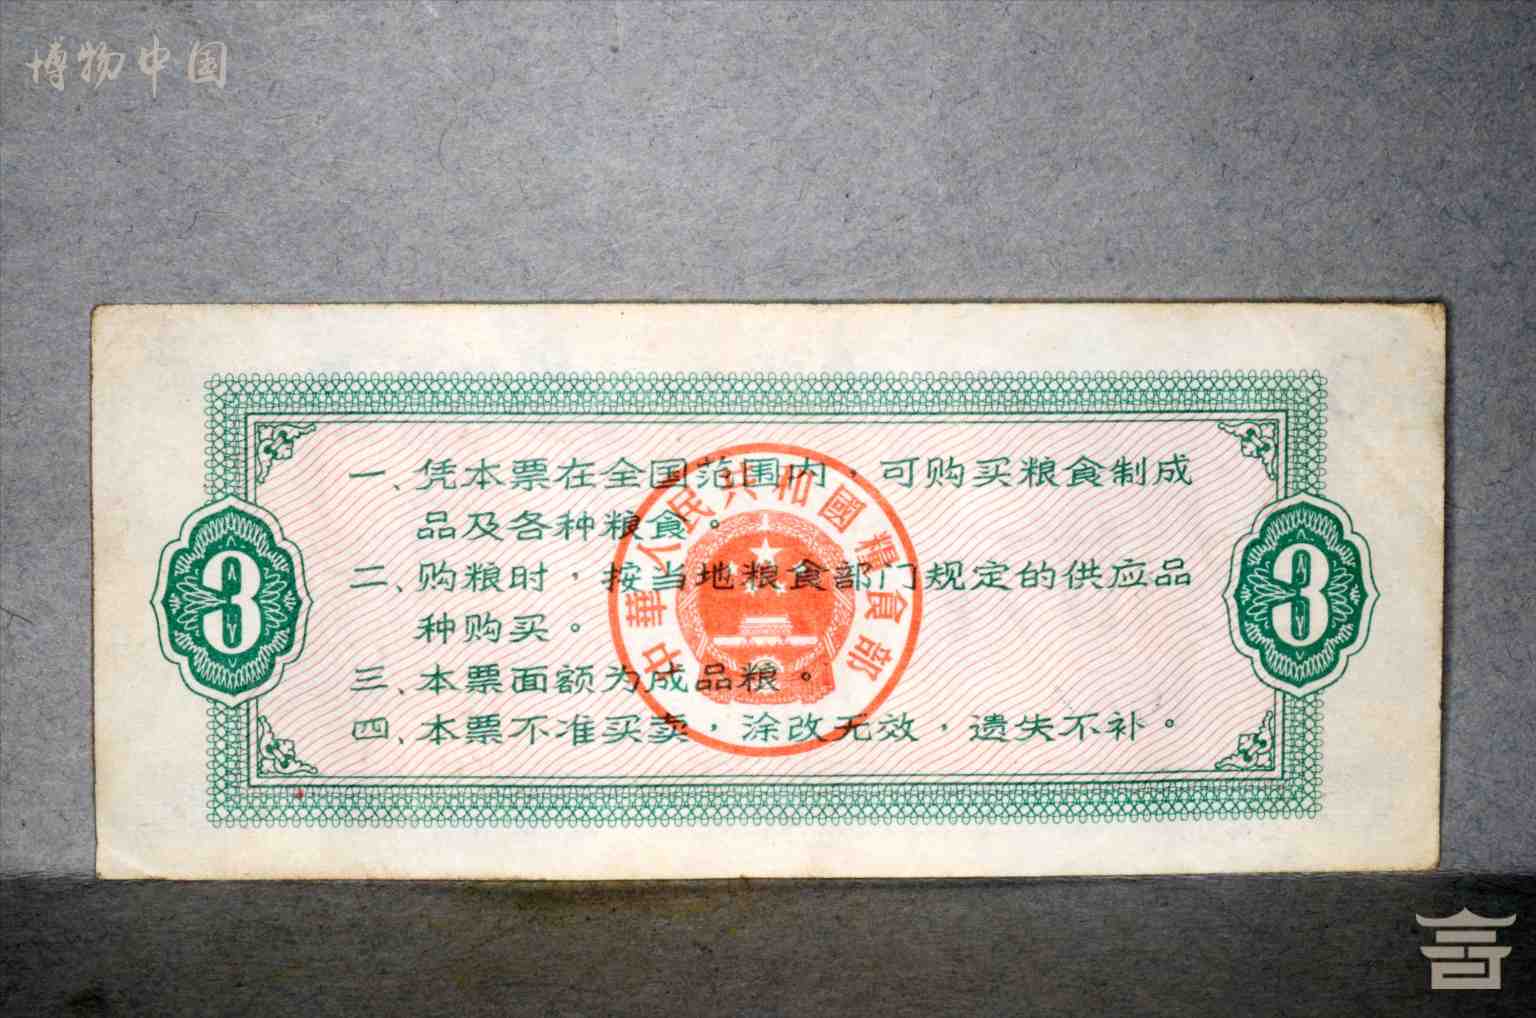 博物中国
一、凭本票在全国范围内，可购买粮食制成
品及各种粮食。
二、购粮时，按当地粮食部门规定的供应品
种购买。
三、本票面额为成品粮。
四、本票不准买卖，涂改无效，遗失不补。
中華人民共和國糧食部
3
3